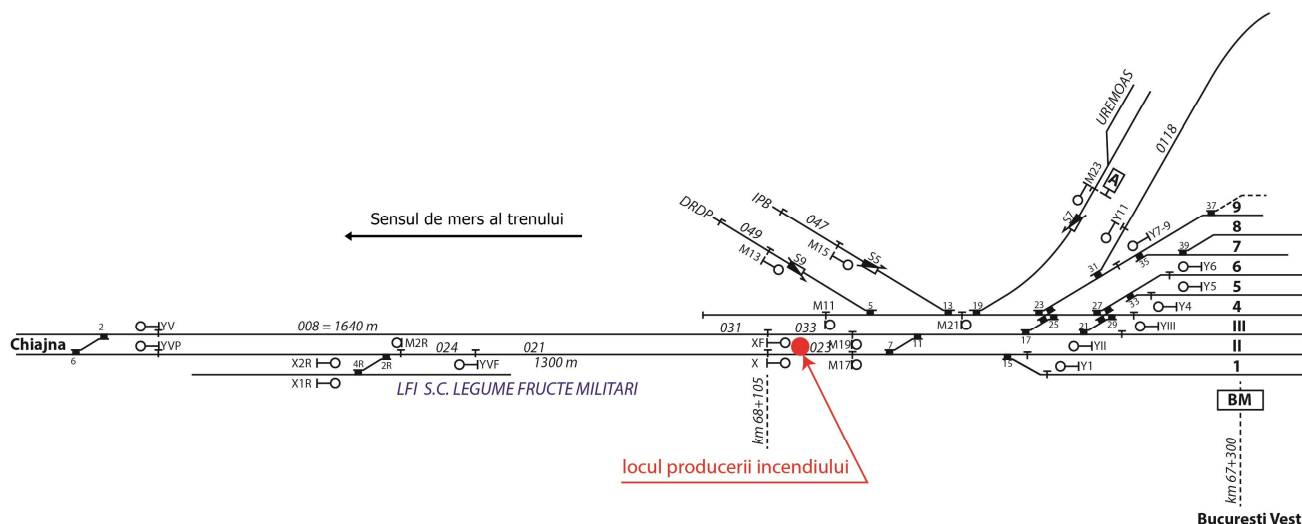 UREMOAS
0118
M23
A
IPB
DRDP
047
37
9
Sensul de mers al trenului
049
S7
Y11
Y7-9
8
M15
39
7
M13
S9
S5
35
Y6
6
31
Y5
5
M11
5
13
19
23
27
33
Y4
4
YV
2
008 = 1640 m
031
033
M21
25
21
29
YIII
III
Chiajna
YVP
M2R
024
021
XF
023
M19
11
17
YII
II
6
X2R
4R
2R
YVF
1300 m
X
M17
7
15
Y1
1
X1R
LFI S.C. LEGUME FRUCTE MILITARI
BM
km 68+105
locul producerii incendiului
km 67+300
Bucuresti Vest